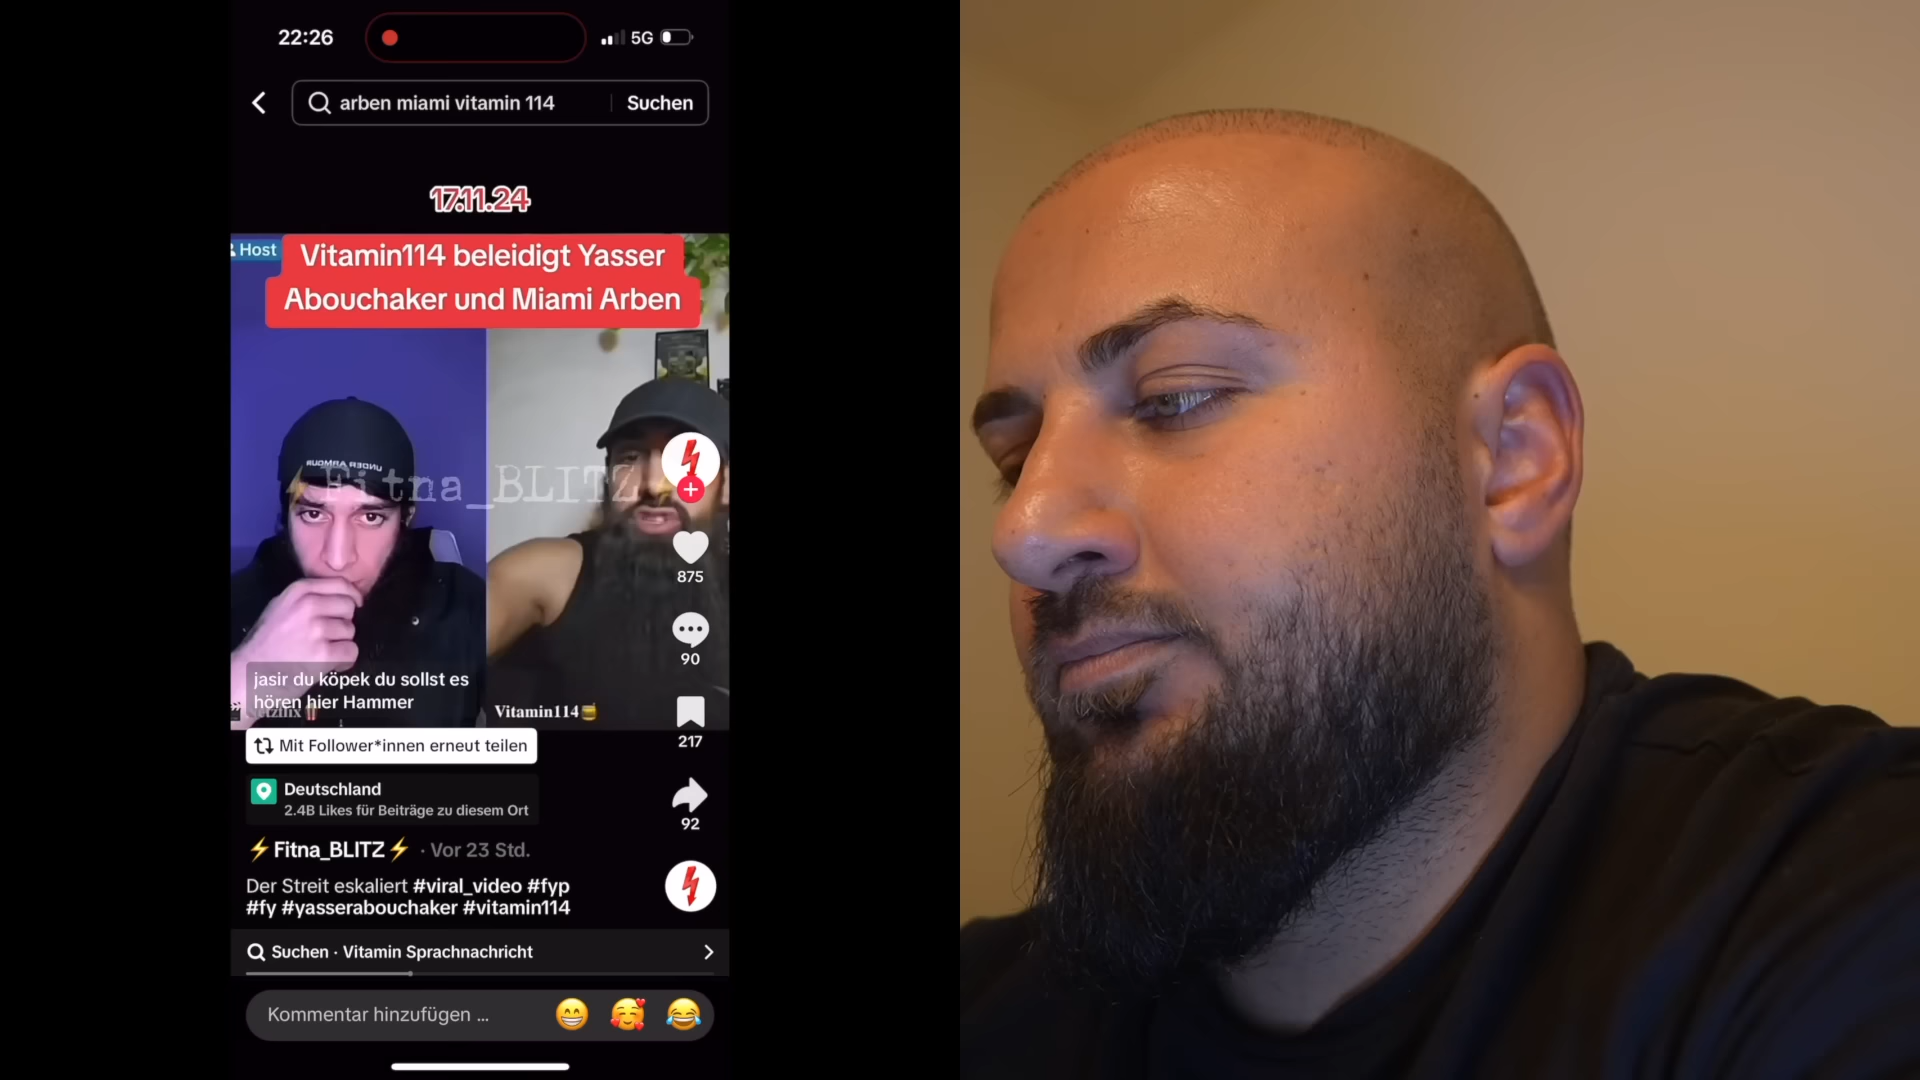 22:26
5G
arben miami vitamin 114
Suchen
17.11.24
Host
Vitamin114 beleidigt Yasser
Abouchaker und Miami Arben
UNDER ARMOUR
Fitna_BLITZ
875
90
jasir du köpek du sollst es
hören hier Hammer
Vitamin114🍯
217
Mit Follower*innen erneut teilen
Deutschland
2.4B Likes für Beiträge zu diesem Ort
92
⚡Fitna_BLITZ⚡ · Vor 23 Std.
Der Streit eskaliert #viral_video #fyp
#fy #yasserabouchaker #vitamin114
Suchen · Vitamin Sprachnachricht
Kommentar hinzufügen ... 😁 🥰 😂